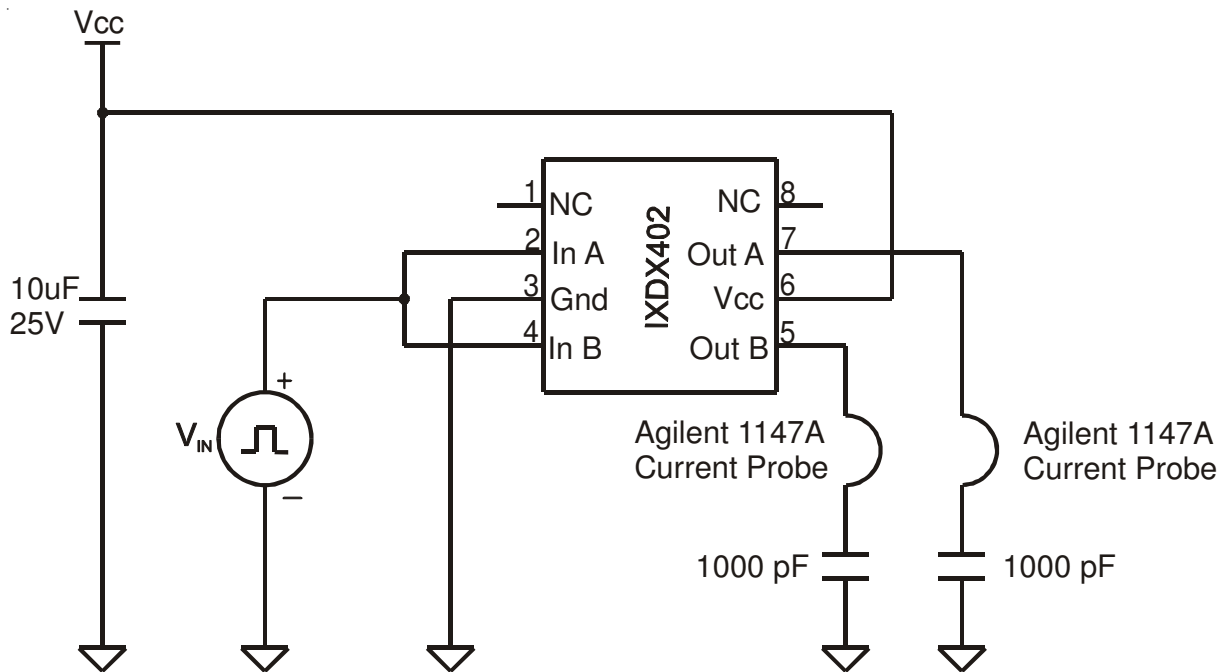 Vcc
10uF
25V
V_IN
+
−
1
NC
2
In A
3
Gnd
4
In B
IXDX402
NC
8
Out A
7
Vcc
6
Out B
5
Agilent 1147A
Current Probe
Agilent 1147A
Current Probe
1000 pF
1000 pF